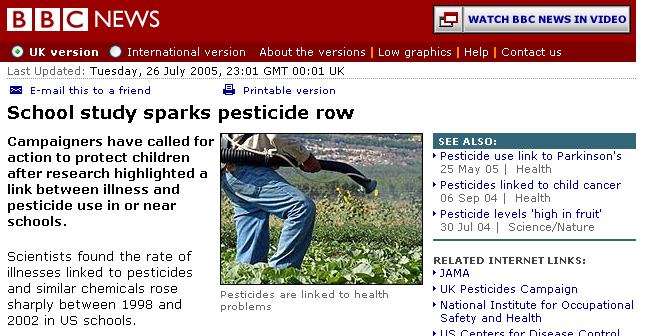 BBC NEWS
WATCH BBC NEWS IN VIDEO
UK version International version About the versions | Low graphics | Help | Contact us
Last Updated: Tuesday, 26 July 2005, 23:01 GMT 00:01 UK
E-mail this to a friend Printable version
School study sparks pesticide row
Campaigners have called for
action to protect children
after research highlighted a
link between illness and
pesticide use in or near
schools.
Scientists found the rate of
illnesses linked to pesticides
and similar chemicals rose
sharply between 1998 and
2002 in US schools.
Pesticides are linked to health
problems
SEE ALSO:
Pesticide use link to Parkinson's
25 May 05 | Health
Pesticides linked to child cancer
06 Sep 04 | Health
Pesticide levels 'high in fruit'
30 Jul 04 | Science/Nature
RELATED INTERNET LINKS:
JAMA
UK Pesticides Campaign
National Institute for Occupational
Safety and Health
US Centers for Disease Control